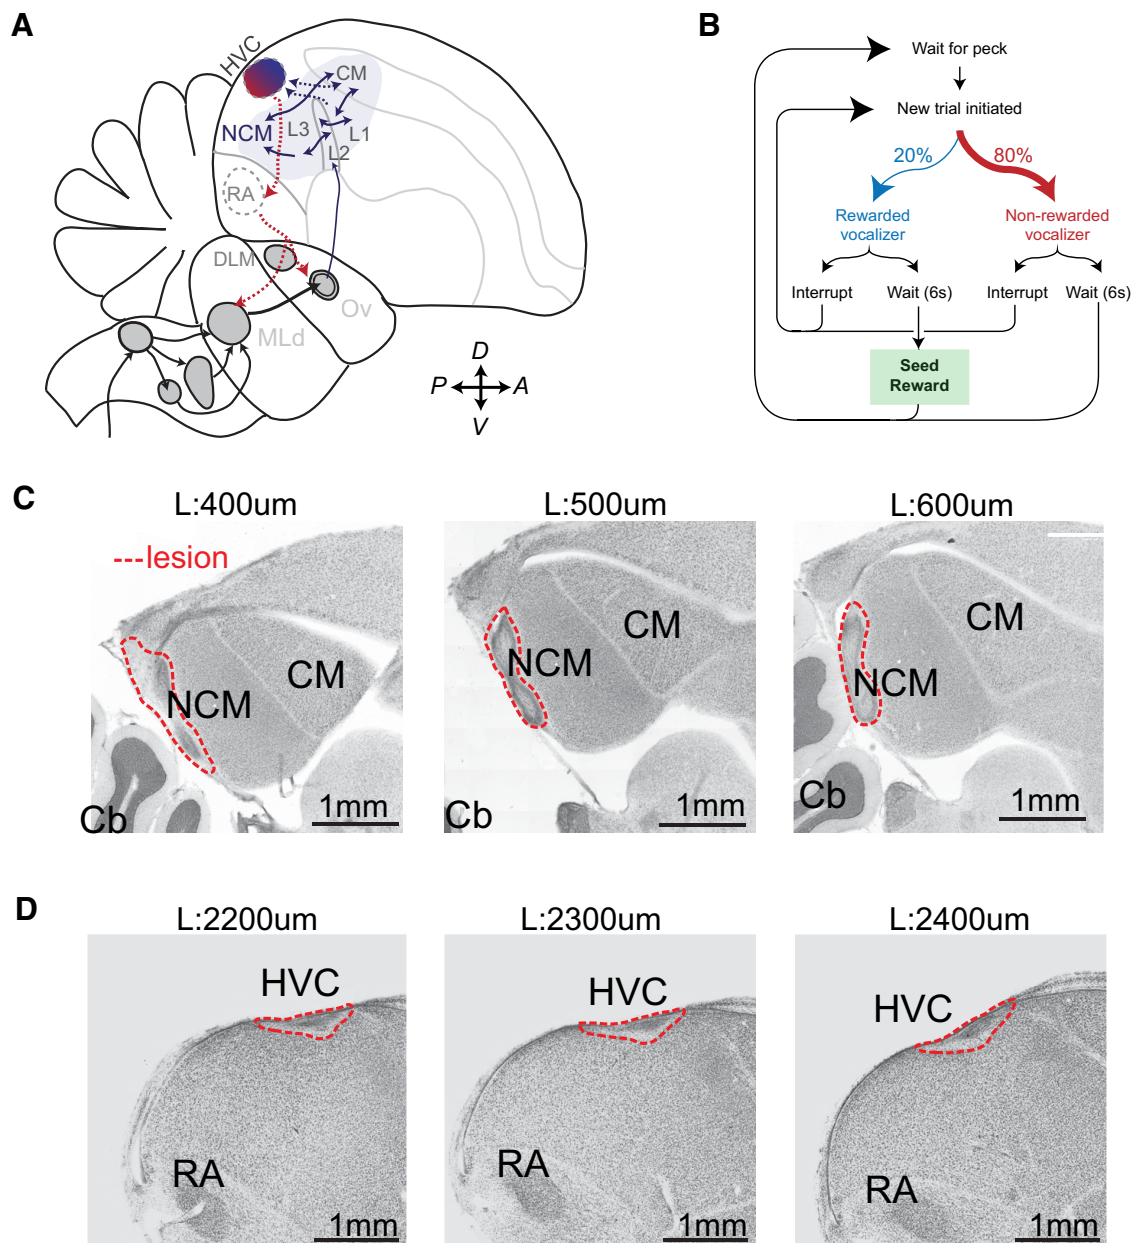 A
HVC
CM
NCM
L3
L1
L2
RA
DLM
Ov
MLd
D
P
A
V
B
Wait for peck
New trial initiated
20%
80%
Rewarded
vocalizer
Non-rewarded
vocalizer
Interrupt
Wait (6s)
Interrupt
Wait (6s)
Seed
Reward
C
L:400um
L:500um
L:600um
---lesion
NCM
CM
Cb
1mm
NCM
CM
Cb
1mm
NCM
CM
Cb
1mm
D
L:2200um
L:2300um
L:2400um
HVC
RA
1mm
HVC
RA
1mm
HVC
RA
1mm